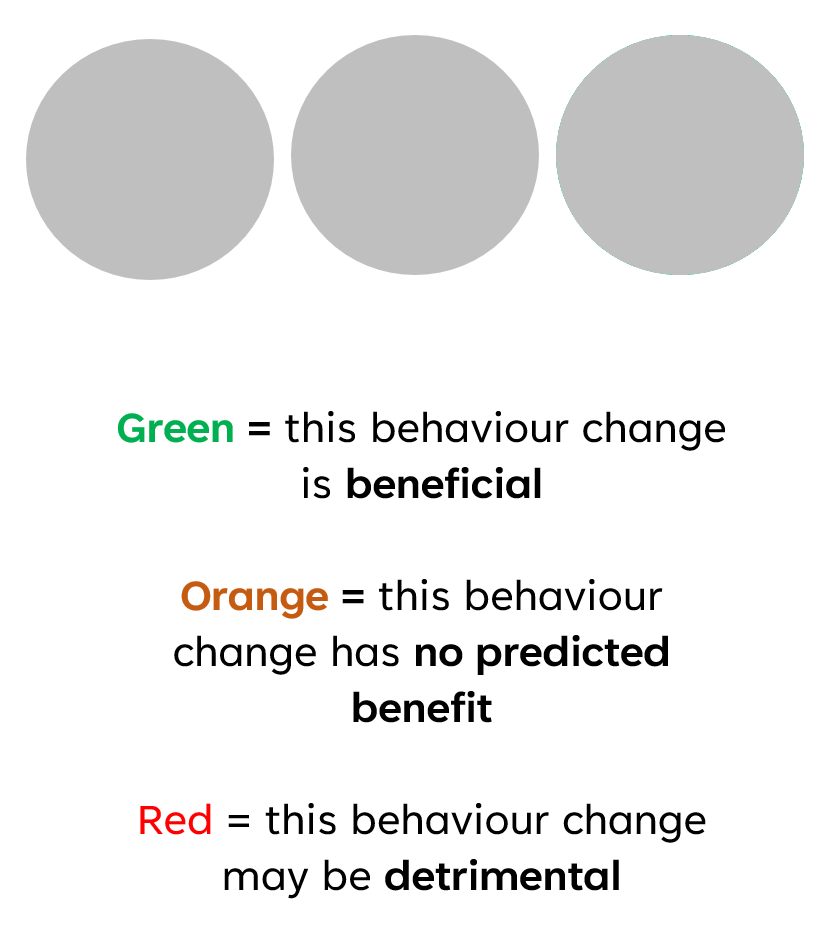 Green = this behaviour change
is beneficial
Orange = this behaviour
change has no predicted
benefit
Red = this behaviour change
may be detrimental